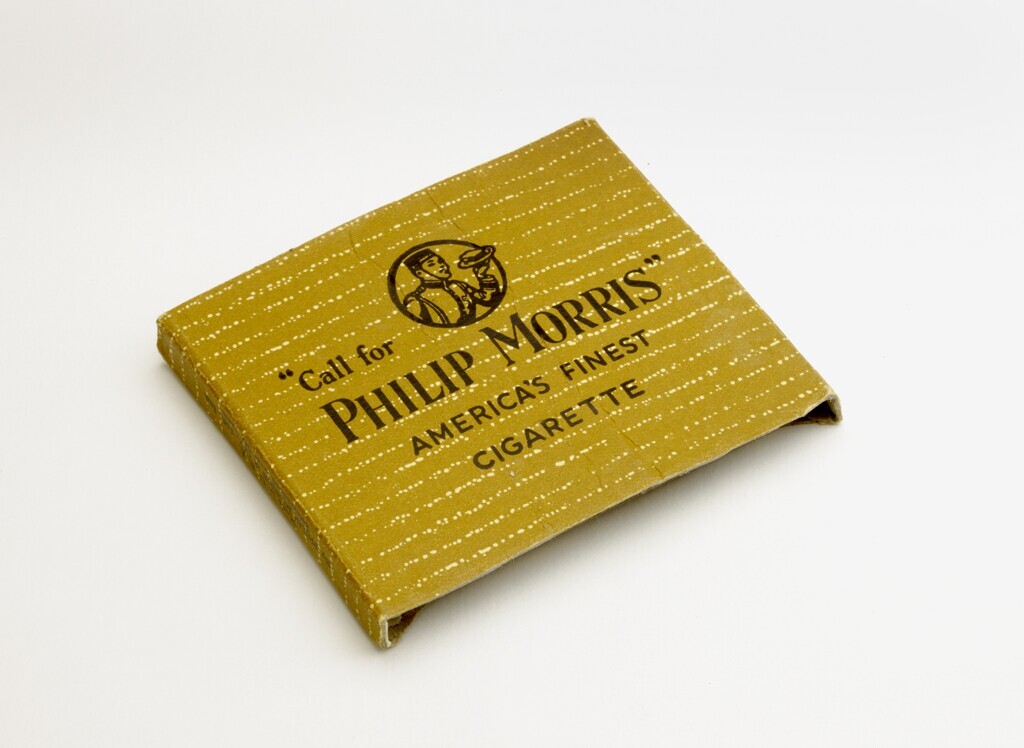 "Call for
PHILIP MORRIS"
AMERICA'S FINEST
CIGARETTE